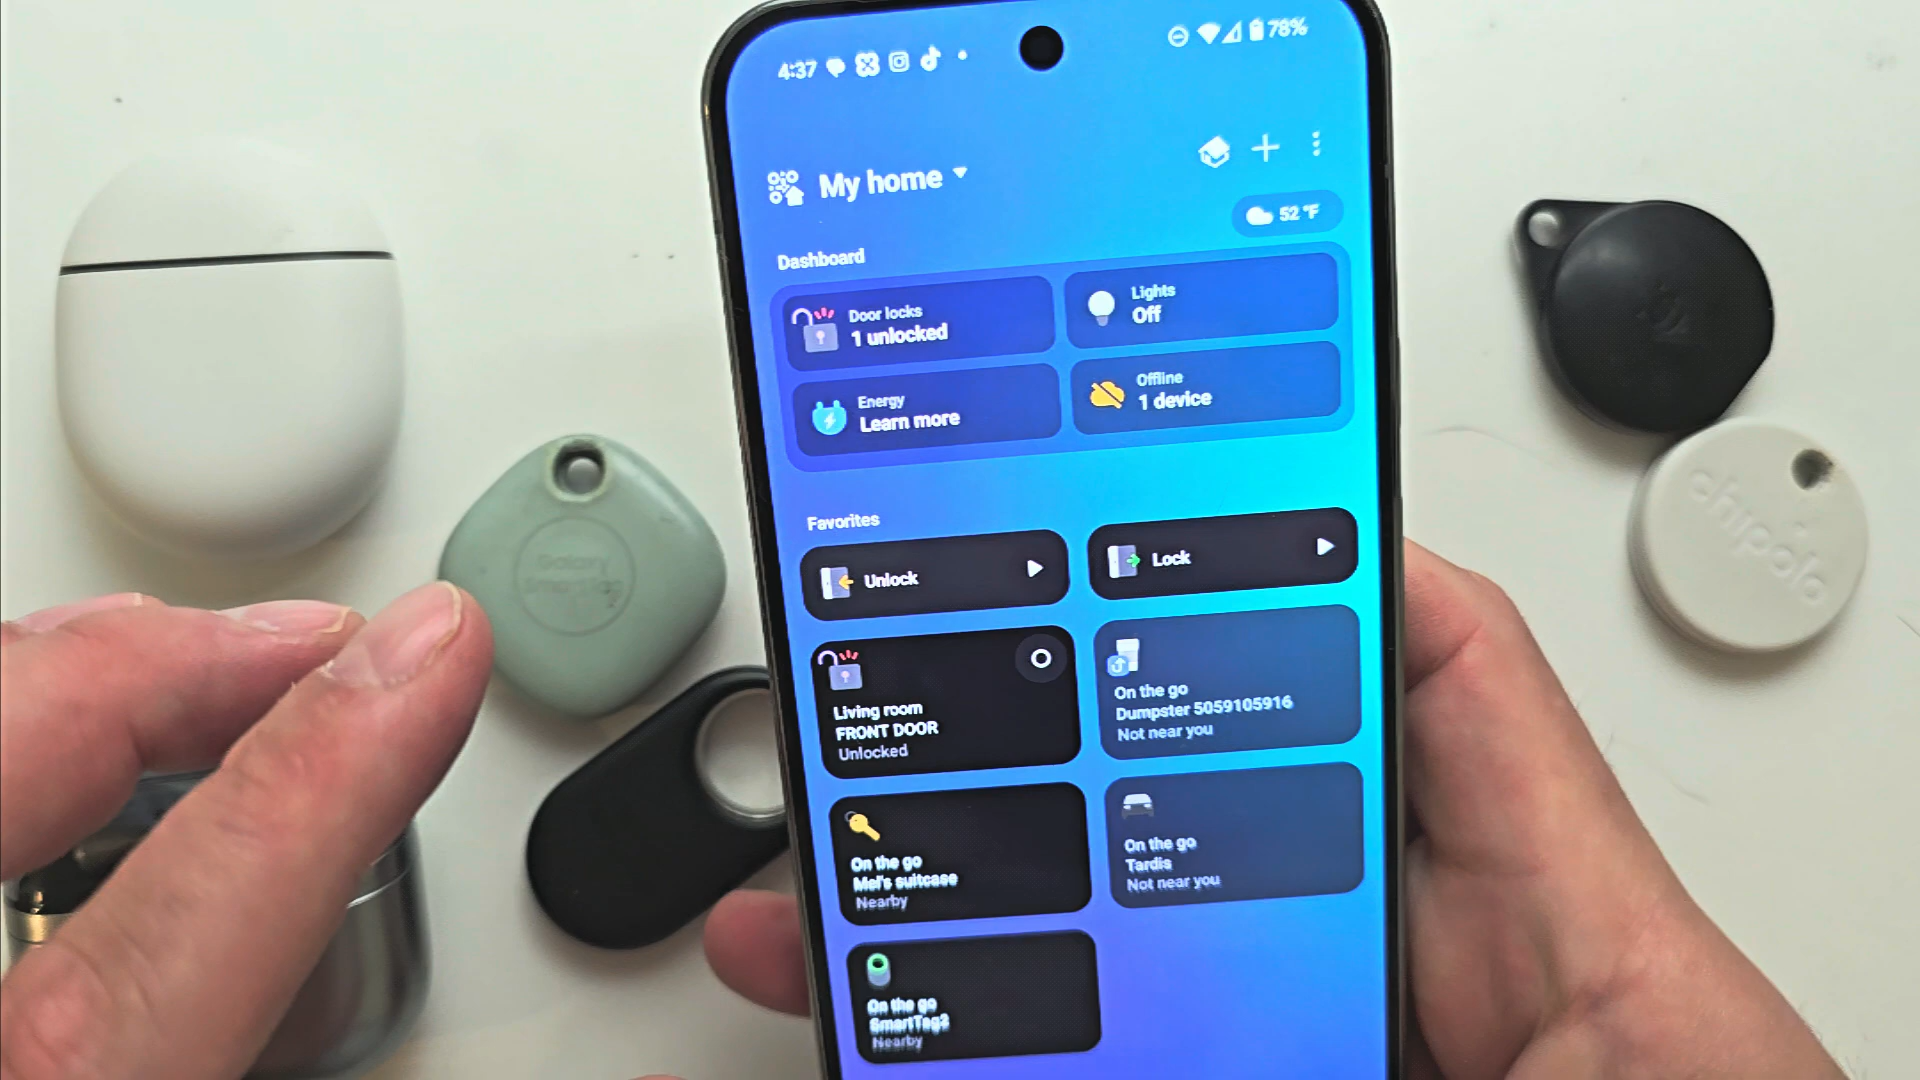 4:37
78%
My home
52 °F
Dashboard
Door locks
1 unlocked
Lights
Off
Energy
Learn more
Offline
1 device
Favorites
Unlock
Lock
Living room
FRONT DOOR
Unlocked
On the go
Dumpster 5059105916
Not near you
On the go
Mel's suitcase
Nearby
On the go
Tardis
Not near you
On the go
SmartTag2
Nearby
Galaxy
SmartTag
chipolo